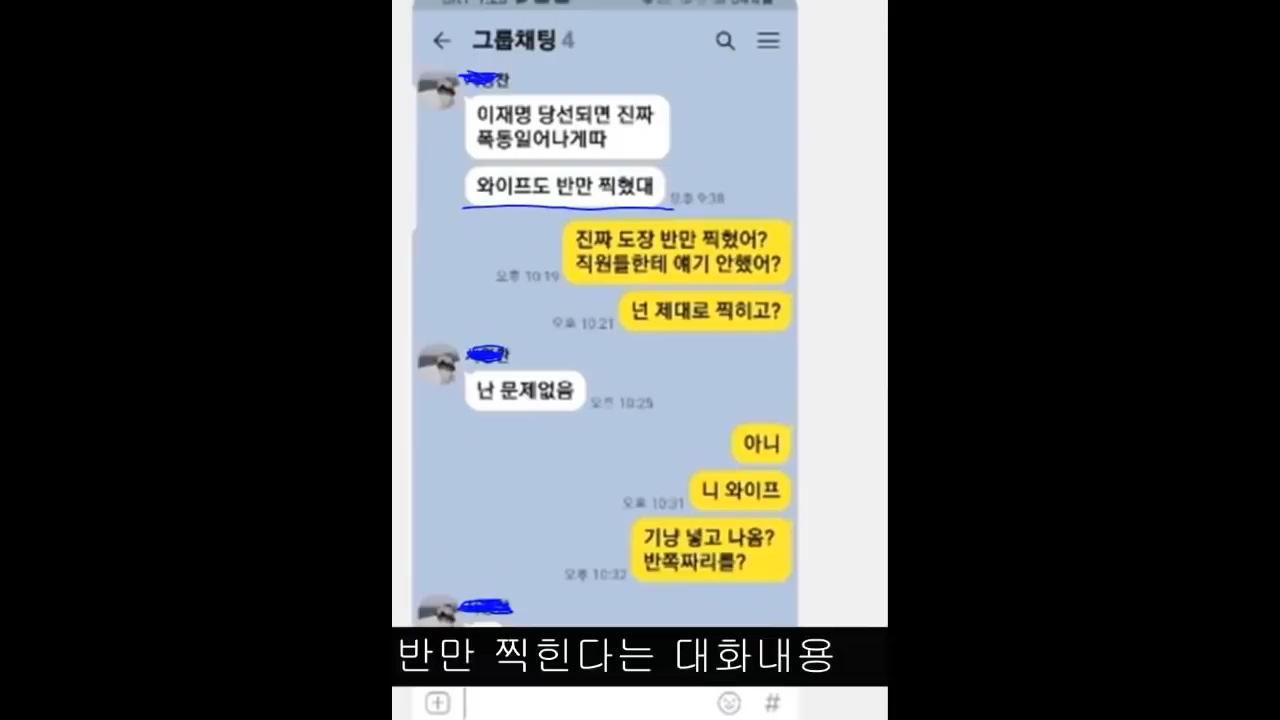 그룹채팅 4
찬
이재명 당선되면 진짜
폭동일어나게따
와이프도 반만 찍혔대
오후 9:38
진짜 도장 반만 찍혔어?
직원들한테 얘기 안했어?
오후 10:19
넌 제대로 찍히고?
오후 10:21
난 문제없음
오후 10:25
아니
니 와이프
오후 10:31
기냥 넣고 나옴?
반쪽짜리를?
오후 10:32
반만 찍힌다는 대화내용
#